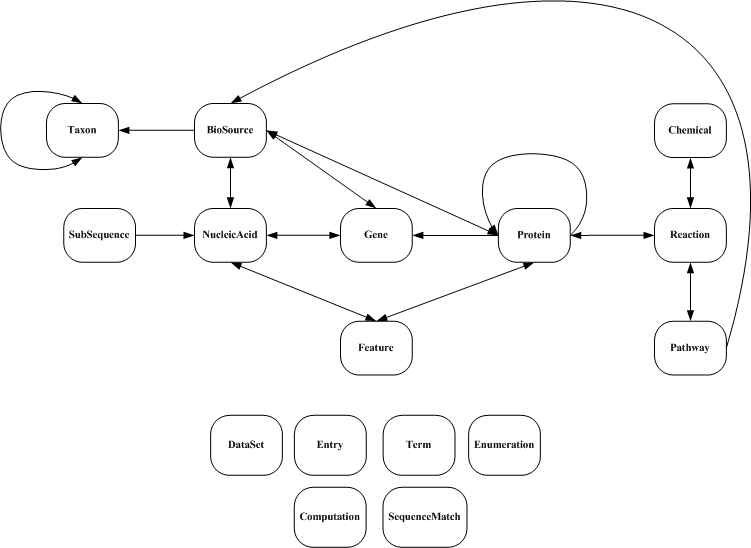 Taxon
BioSource
Chemical
SubSequence
NucleicAcid
Gene
Protein
Reaction
Feature
Pathway
DataSet
Entry
Term
Enumeration
Computation
SequenceMatch